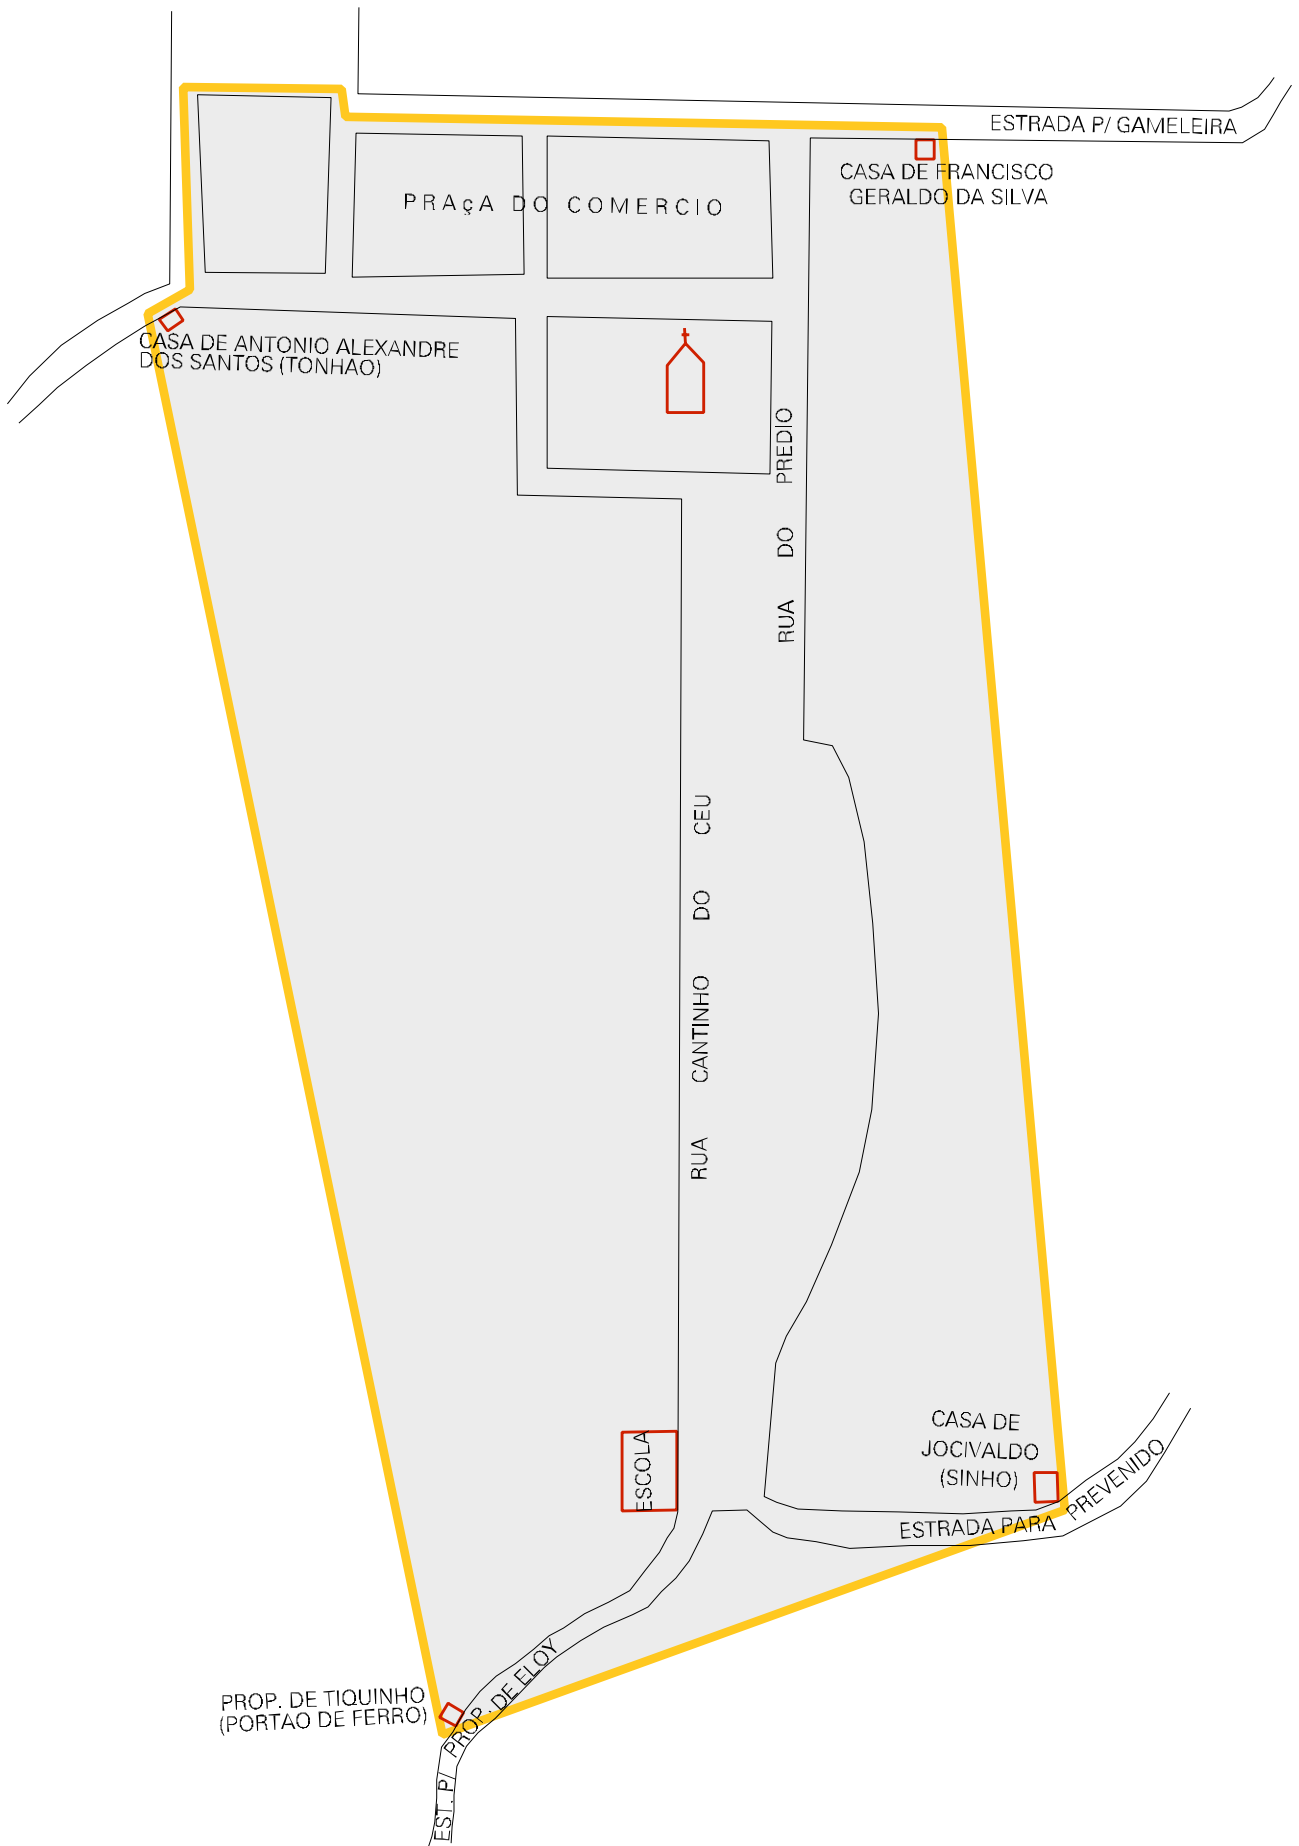 ESTRADA P/ GAMELEIRA
CASA DE FRANCISCO
GERALDO DA SILVA
PRAçA DO COMERCIO
CASA DE ANTONIO ALEXANDRE
DOS SANTOS (TONHAO)
RUA DO PREDIO
RUA CANTINHO DO CEU
CASA DE
JOCIVALDO
(SINHO)
ESCOLA
ESTRADA PARA PREVENIDO
PROP. DE TIQUINHO
(PORTAO DE FERRO)
EST. P/ PROP. DE ELOY